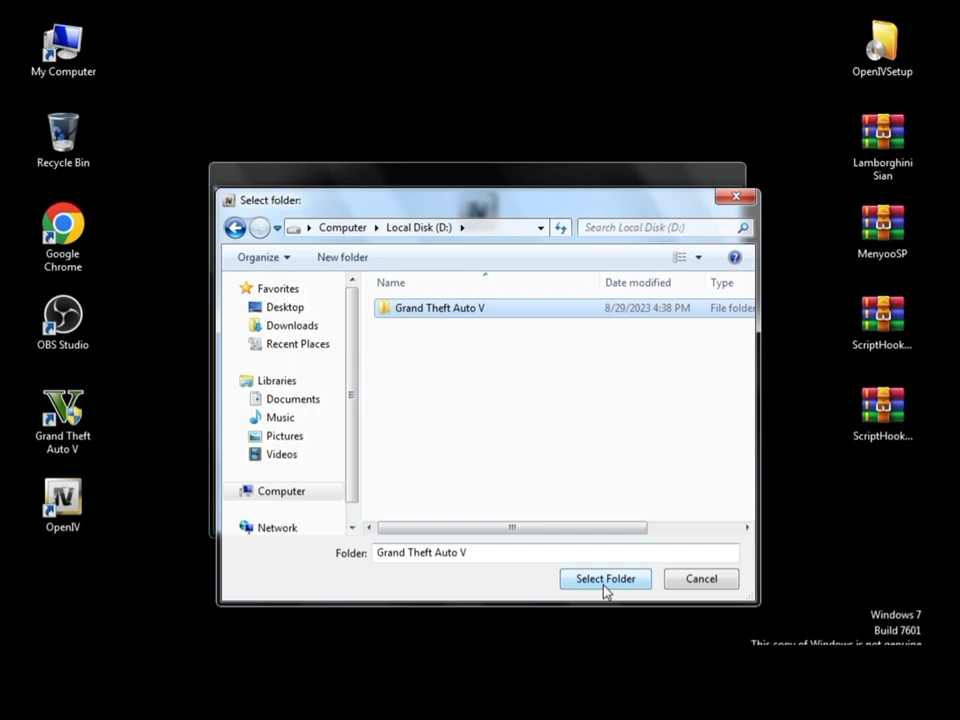 My Computer
Recycle Bin
Google
Chrome
OBS Studio
Grand Theft
Auto V
OpenIV
OpenIVSetup
Lamborghini
Sian
MenyooSP
ScriptHook...
ScriptHook...
Select folder:
Computer
Local Disk (D:)
Search Local Disk (D:)
Organize
New folder
Name
Date modified
Type
Favorites
Desktop
Downloads
Recent Places
Libraries
Documents
Music
Pictures
Videos
Computer
Network
Grand Theft Auto V
8/29/2023 4:38 PM
File folder
Folder:
Grand Theft Auto V
Select Folder
Cancel
Windows 7
Build 7601
This copy of Windows is not genuine